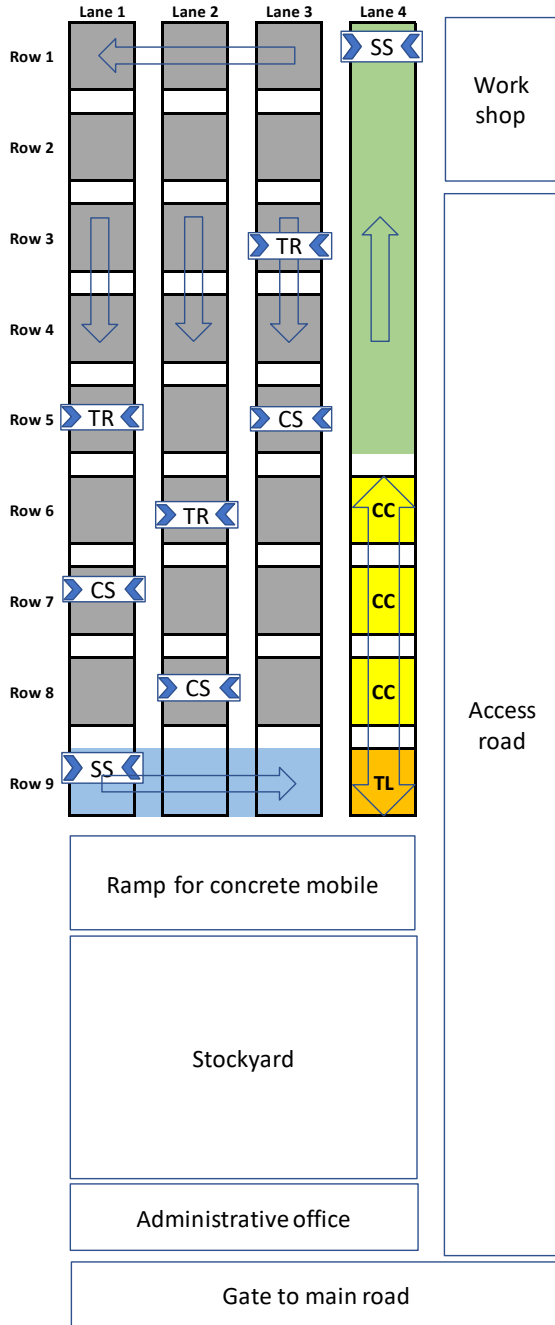 Lane 1 Lane 2 Lane 3 Lane 4
Row 1
SS
Work
shop
Row 2
Row 3
TR
Row 4
Row 5
TR
CS
Row 6
TR
CC
Row 7
CS
CC
Row 8
CS
CC
Access
road
Row 9
SS
TL
Ramp for concrete mobile
Stockyard
Administrative office
Gate to main road